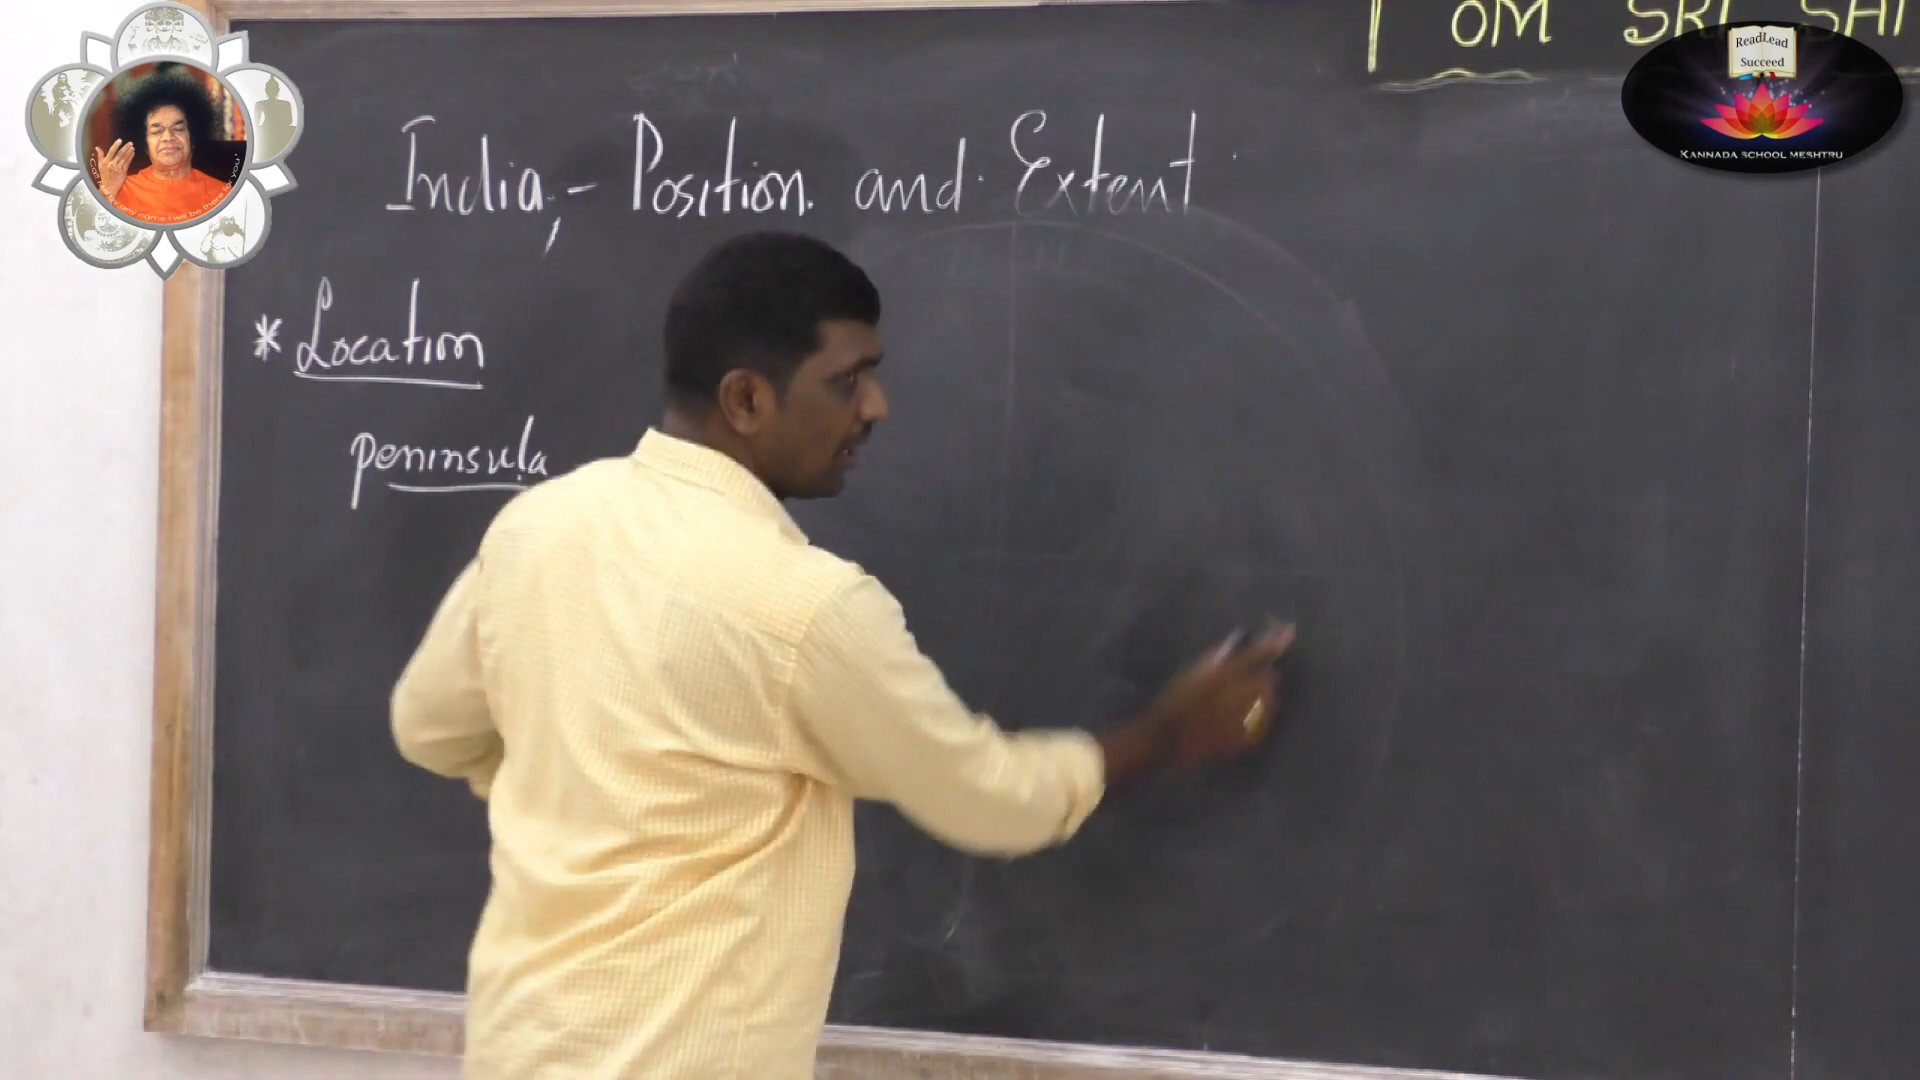 OM SRI SAI
ReadLead
Succeed
KANNADA SCHOOL MESHTRU
India,- Position. and Extent
* Location
peninsula